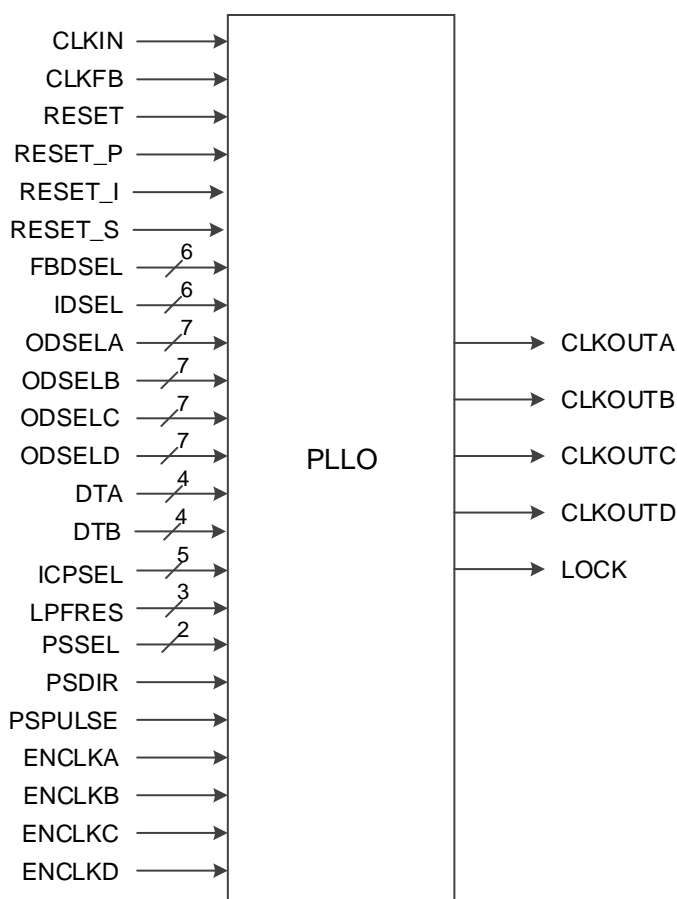 CLKIN
CLKFB
RESET
RESET_P
RESET_I
RESET_S
FBDSEL 6
IDSEL 6
ODSELA 7
ODSELB 7
ODSELC 7
ODSELD 7
DTA 4
DTB 4
ICPSEL 5
LPFRES 3
PSSEL 2
PSDIR
PSPULSE
ENCLKA
ENCLKB
ENCLKC
ENCLKD
PLLO
CLKOUTA
CLKOUTB
CLKOUTC
CLKOUTD
LOCK